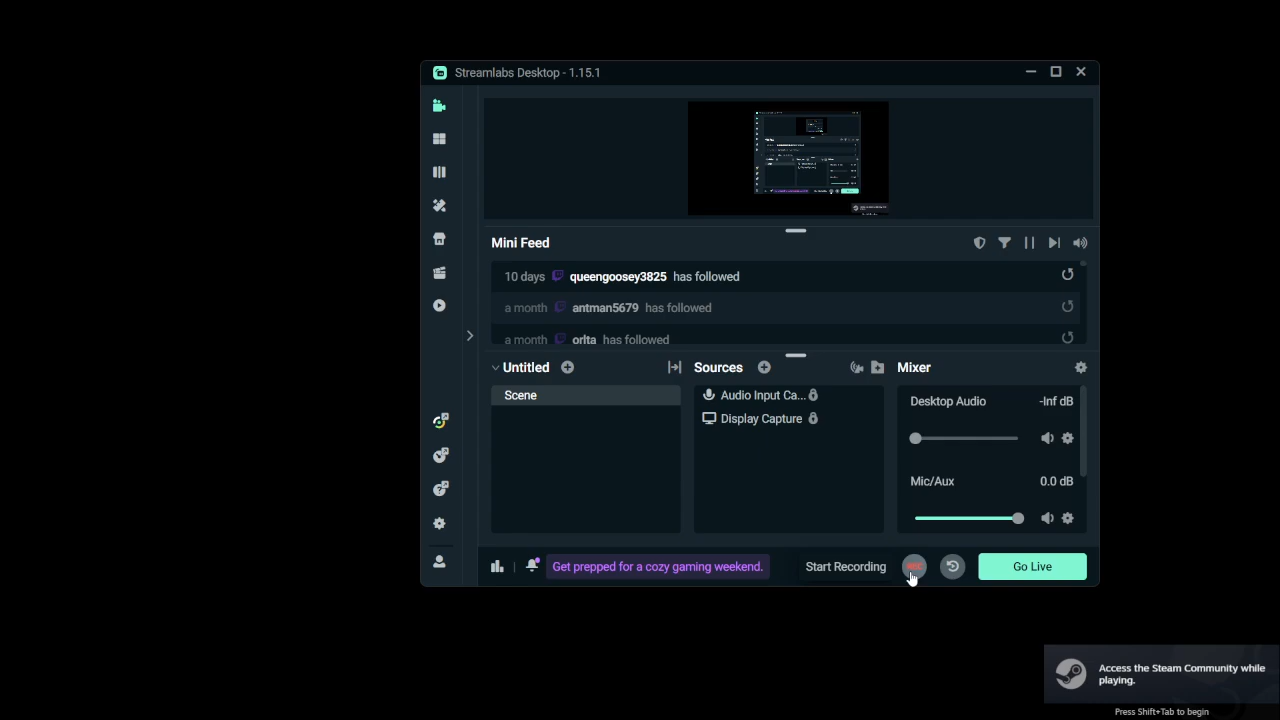 Streamlabs Desktop - 1.15.1
Mini Feed
10 days queengoosey3825 has followed
a month antman5679 has followed
a month orlta has followed
Untitled
Sources
Mixer
Scene
Audio Input Ca...
Display Capture
Desktop Audio -Inf dB
Mic/Aux 0.0 dB
Get prepped for a cozy gaming weekend.
Start Recording
REC
Go Live
Access the Steam Community while
playing.
Press Shift+Tab to begin